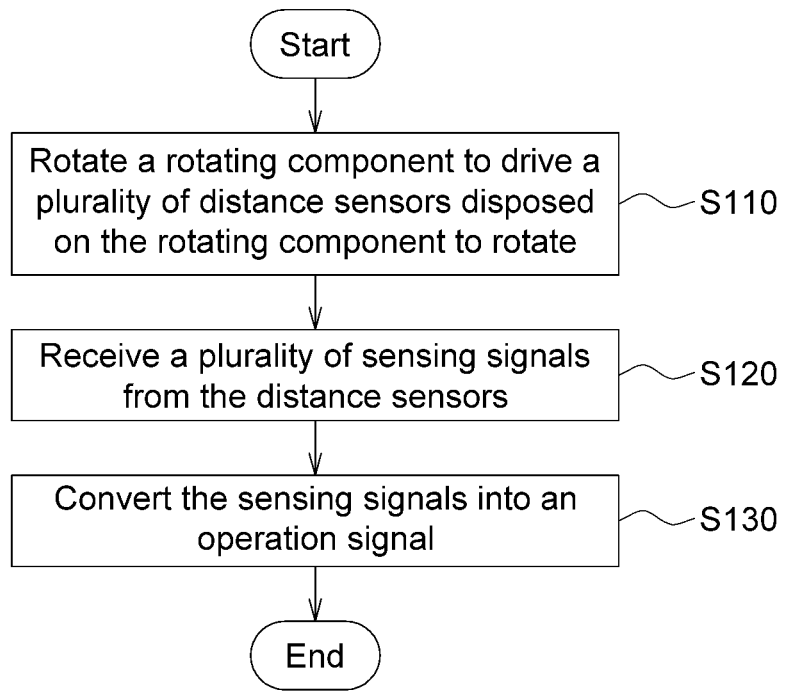 Start
Rotate a rotating component to drive a
plurality of distance sensors disposed
on the rotating component to rotate
S110
Receive a plurality of sensing signals
from the distance sensors
S120
Convert the sensing signals into an
operation signal
S130
End